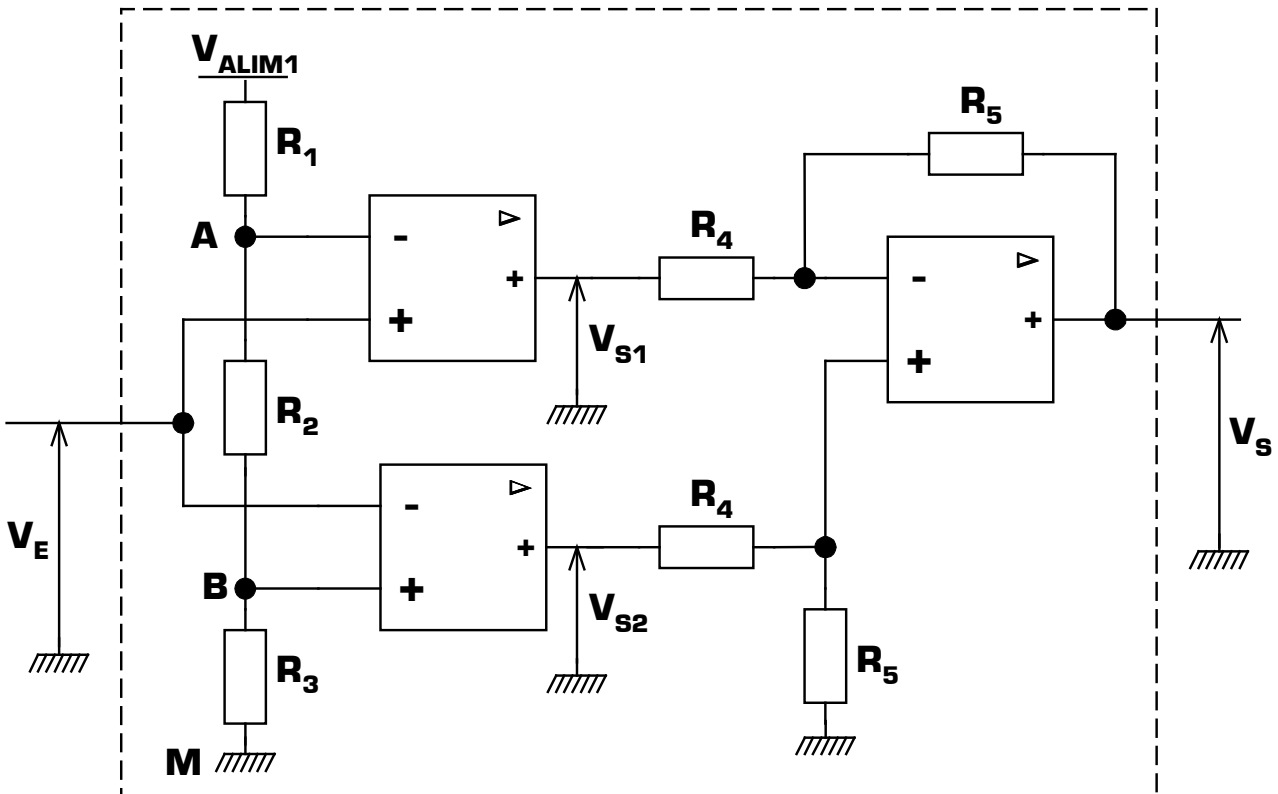 V_ALIM1
R_1
R_5
A
-
+
+
R_4
-
+
+
V_S1
R_2
V_S
V_E
-
+
+
R_4
B
V_S2
R_3
R_5
M